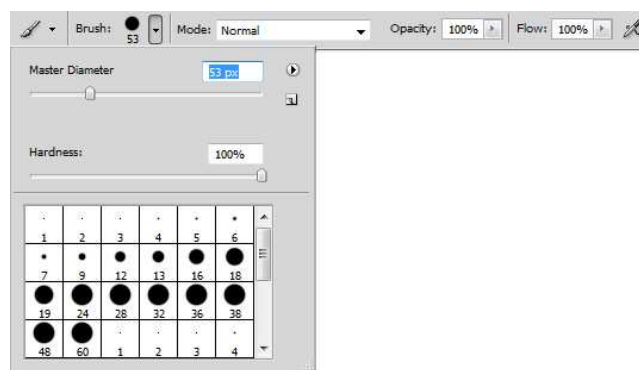 Brush: 53 Mode: Normal Opacity: 100% Flow: 100%
Master Diameter 53 px
Hardness: 100%
1 2 3 4 5 6
7 9 12 13 16 18
19 24 28 32 36 38
48 60 1 2 3 4